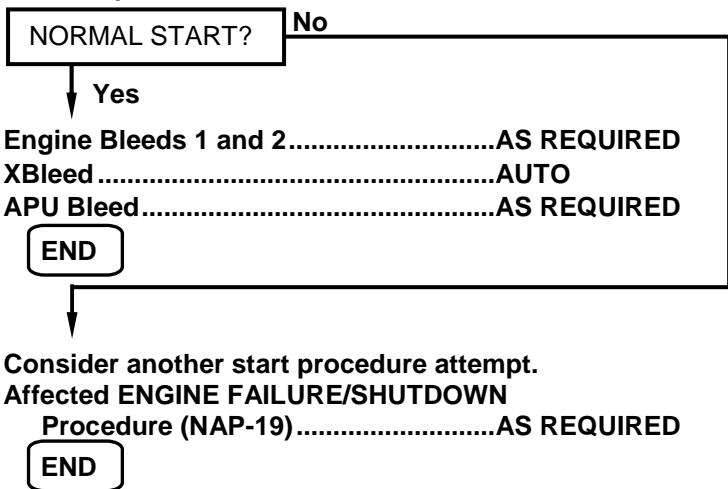 NORMAL START?
No
Yes
Engine Bleeds 1 and 2..........................AS REQUIRED
XBleed..................................................AUTO
APU Bleed............................................AS REQUIRED
END
Consider another start procedure attempt.
Affected ENGINE FAILURE/SHUTDOWN
Procedure (NAP-19).........................AS REQUIRED
END